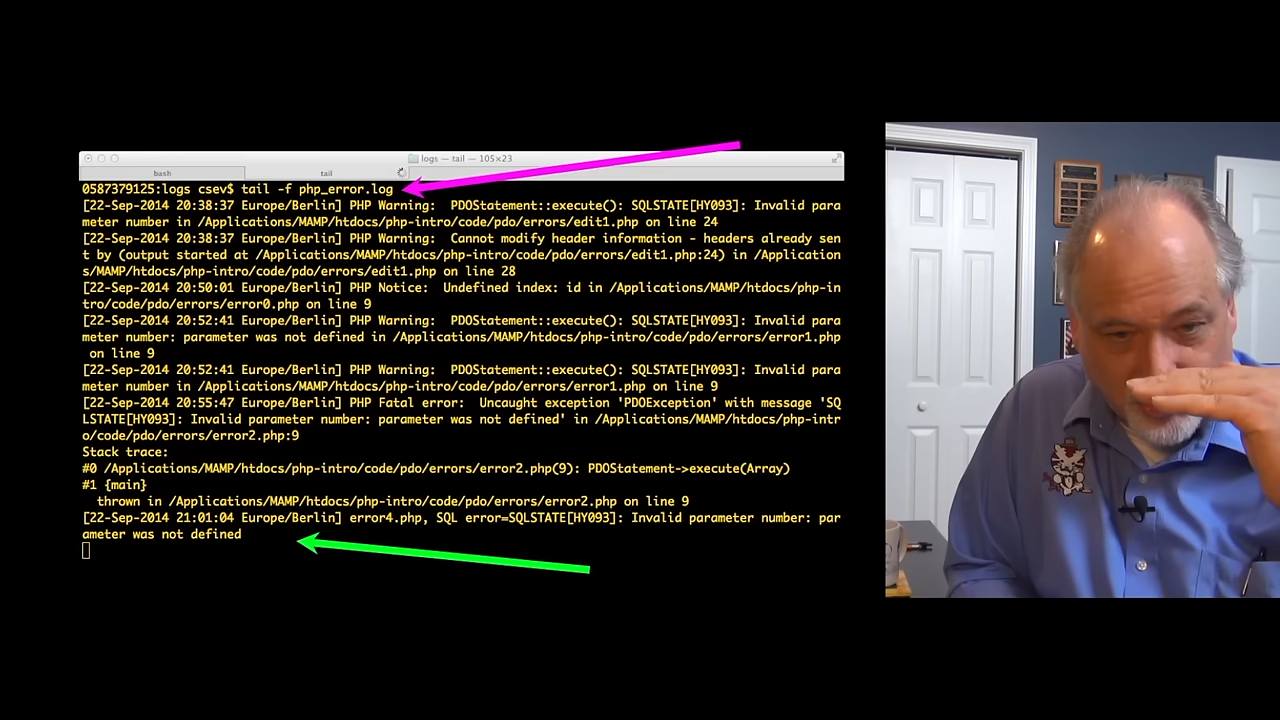 logs — tail — 105×23
bash
tail
0587379125:logs csev$ tail -f php_error.log
[22-Sep-2014 20:38:37 Europe/Berlin] PHP Warning:  PDOStatement::execute(): SQLSTATE[HY093]: Invalid para
meter number in /Applications/MAMP/htdocs/php-intro/code/pdo/errors/edit1.php on line 24
[22-Sep-2014 20:38:37 Europe/Berlin] PHP Warning:  Cannot modify header information - headers already sen
t by (output started at /Applications/MAMP/htdocs/php-intro/code/pdo/errors/edit1.php:24) in /Application
s/MAMP/htdocs/php-intro/code/pdo/errors/edit1.php on line 28
[22-Sep-2014 20:50:01 Europe/Berlin] PHP Notice:  Undefined index: id in /Applications/MAMP/htdocs/php-in
tro/code/pdo/errors/error0.php on line 9
[22-Sep-2014 20:52:41 Europe/Berlin] PHP Warning:  PDOStatement::execute(): SQLSTATE[HY093]: Invalid para
meter number: parameter was not defined in /Applications/MAMP/htdocs/php-intro/code/pdo/errors/error1.php
 on line 9
[22-Sep-2014 20:52:41 Europe/Berlin] PHP Warning:  PDOStatement::execute(): SQLSTATE[HY093]: Invalid para
meter number in /Applications/MAMP/htdocs/php-intro/code/pdo/errors/error1.php on line 9
[22-Sep-2014 20:55:47 Europe/Berlin] PHP Fatal error:  Uncaught exception 'PDOException' with message 'SQ
LSTATE[HY093]: Invalid parameter number: parameter was not defined' in /Applications/MAMP/htdocs/php-intr
o/code/pdo/errors/error2.php:9
Stack trace:
#0 /Applications/MAMP/htdocs/php-intro/code/pdo/errors/error2.php(9): PDOStatement->execute(Array)
#1 {main}
  thrown in /Applications/MAMP/htdocs/php-intro/code/pdo/errors/error2.php on line 9
[22-Sep-2014 21:01:04 Europe/Berlin] error4.php, SQL error=SQLSTATE[HY093]: Invalid parameter number: par
ameter was not defined